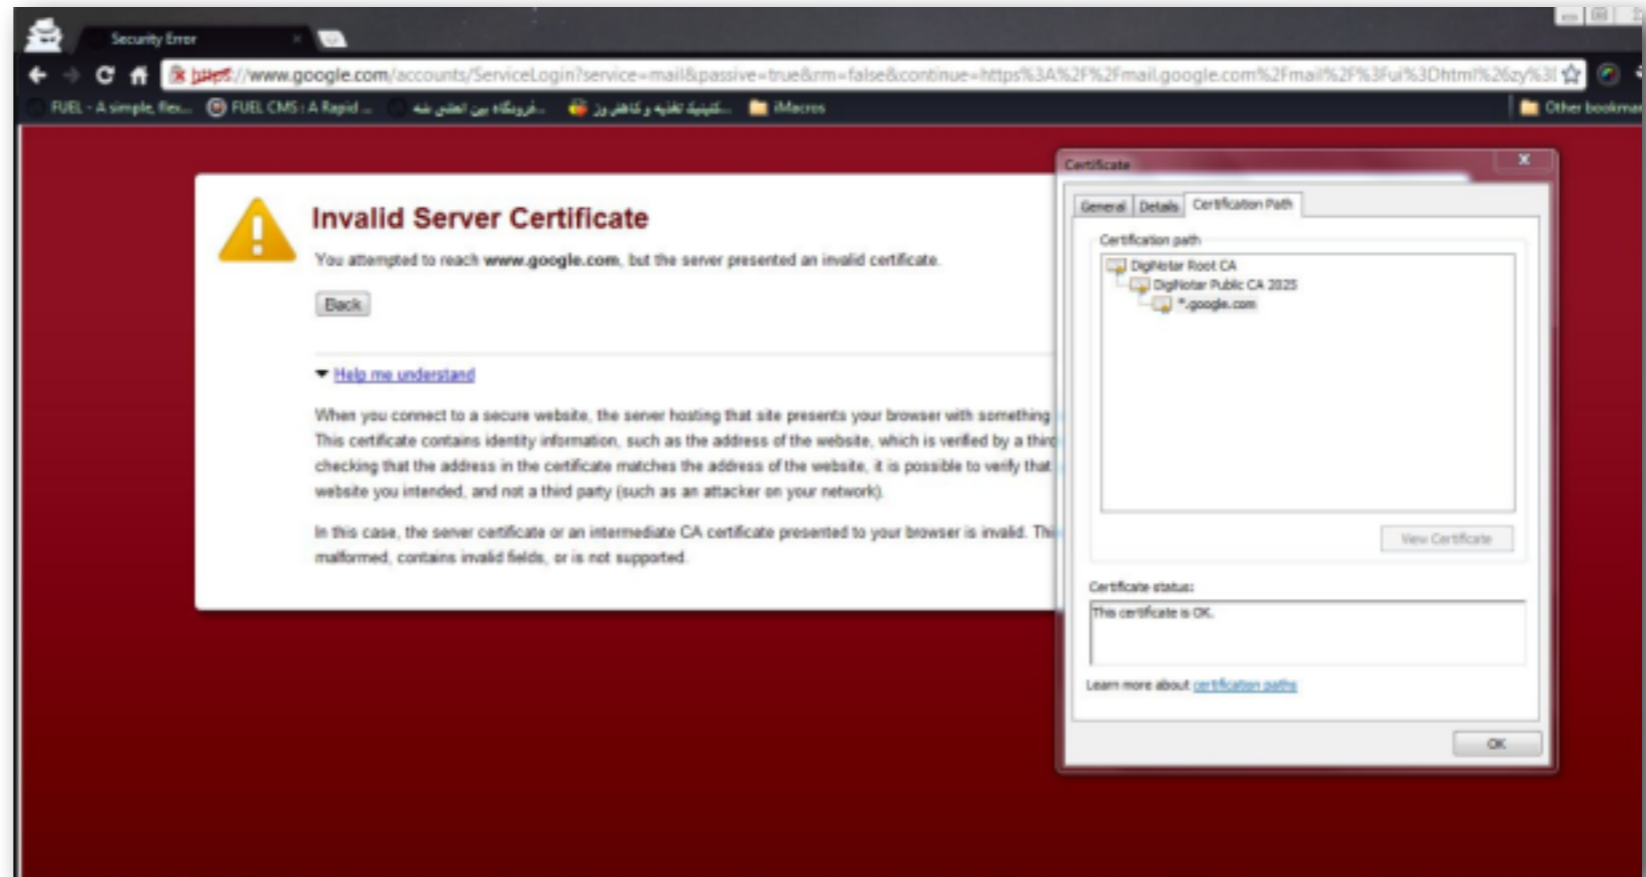 Security Error
https://www.google.com/accounts/ServiceLogin?service=mail&passive=true&rm=false&continue=https%3A%2F%2Fmail.google.com%2Fmail%2F%3Fui%3Dhtml%26zy%3Dl
FUEL - A simple, flex...
FUEL CMS : A Rapid ...
...فرودگاه بین المللی
...کلینیک تغذیه و کاهش وز
iMacros
Other bookmar
Invalid Server Certificate
You attempted to reach www.google.com, but the server presented an invalid certificate.
Back
Help me understand
When you connect to a secure website, the server hosting that site presents your browser with something
This certificate contains identity information, such as the address of the website, which is verified by a third
checking that the address in the certificate matches the address of the website, it is possible to verify that
website you intended, and not a third party (such as an attacker on your network).
In this case, the server certificate or an intermediate CA certificate presented to your browser is invalid. This
malformed, contains invalid fields, or is not supported.
Certificate
General
Details
Certification Path
Certification path
DigiNotar Root CA
DigiNotar Public CA 2025
*.google.com
View Certificate
Certificate status:
This certificate is OK.
Learn more about certification paths
OK